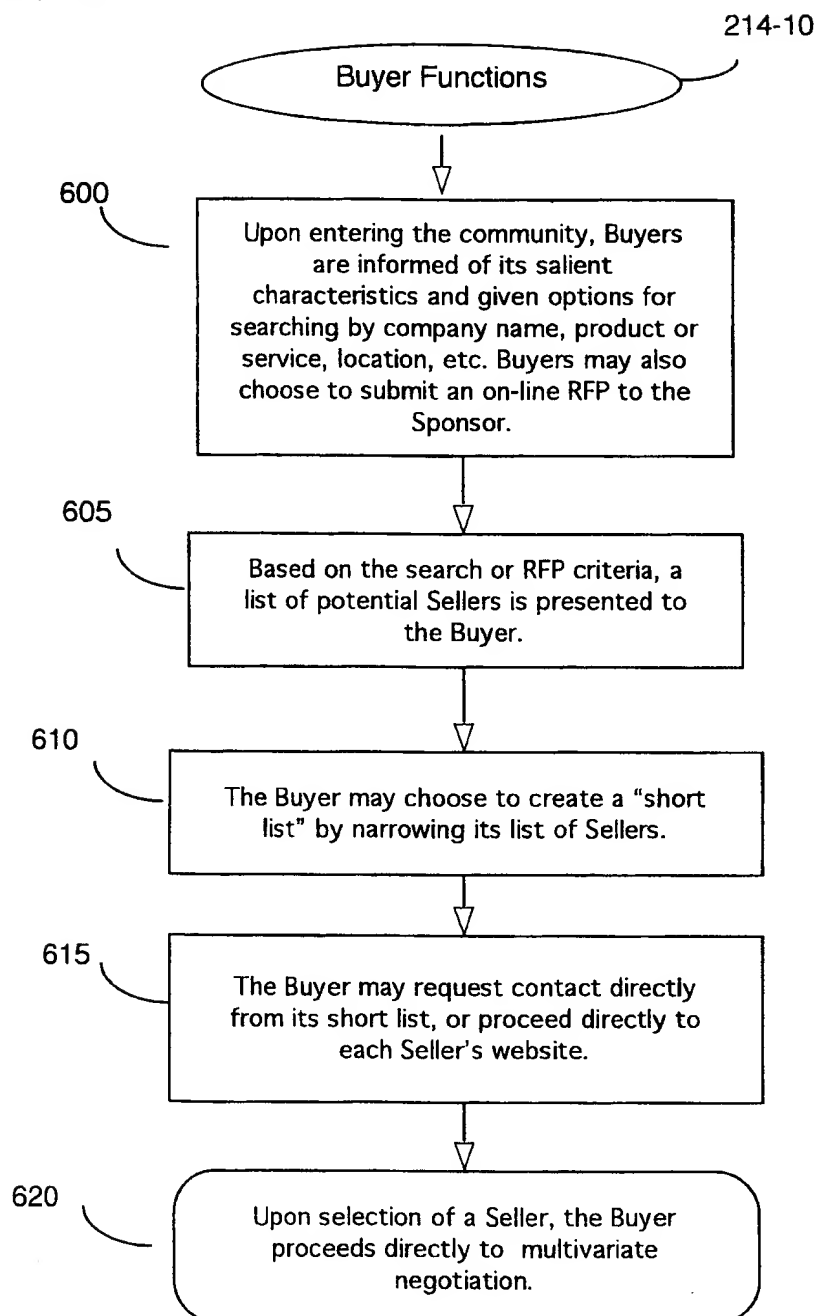 214-10
Buyer Functions
600
Upon entering the community, Buyers
are informed of its salient
characteristics and given options for
searching by company name, product or
service, location, etc. Buyers may also
choose to submit an on-line RFP to the
Sponsor.
605
Based on the search or RFP criteria, a
list of potential Sellers is presented to
the Buyer.
610
The Buyer may choose to create a “short
list” by narrowing its list of Sellers.
615
The Buyer may request contact directly
from its short list, or proceed directly to
each Seller's website.
620
Upon selection of a Seller, the Buyer
proceeds directly to multivariate
negotiation.